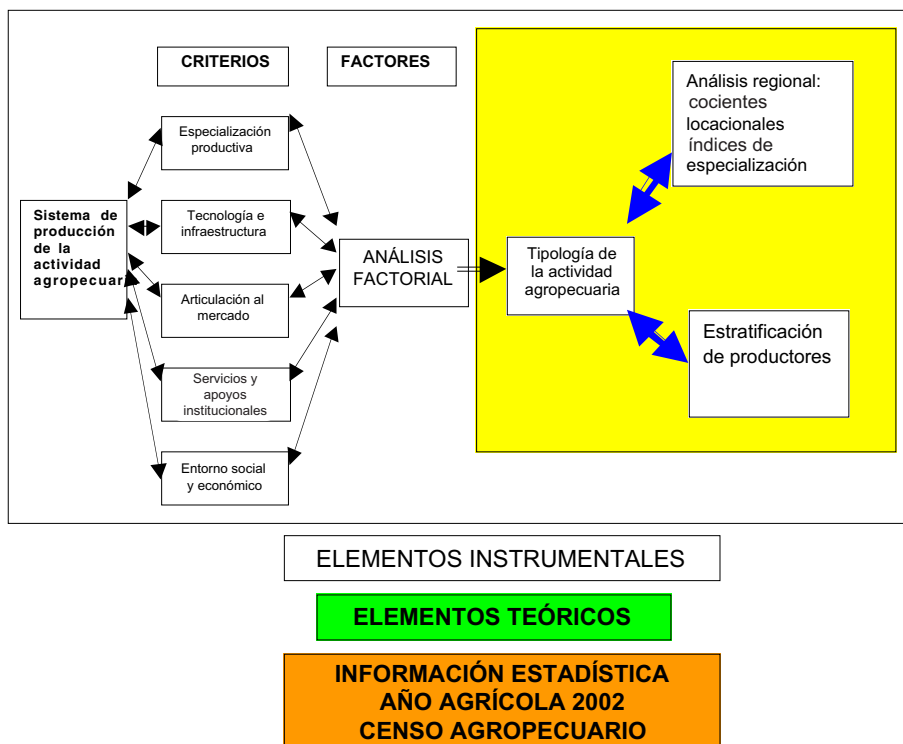 CRITERIOS
FACTORES
Especialización
productiva
Tecnología e
infraestructura
Articulación al
mercado
Servicios y
apoyos
institucionales
Entorno social
y económico
Sistema de
producción
de la
actividad
agropecuar
ANÁLISIS
FACTORIAL
Tipología de
la actividad
agropecuaria
Análisis regional:
cocientes
locacionales
índices de
especialización
Estratificación
de productores
ELEMENTOS INSTRUMENTALES
ELEMENTOS TEÓRICOS
INFORMACIÓN ESTADÍSTICA
AÑO AGRÍCOLA 2002
CENSO AGROPECUARIO